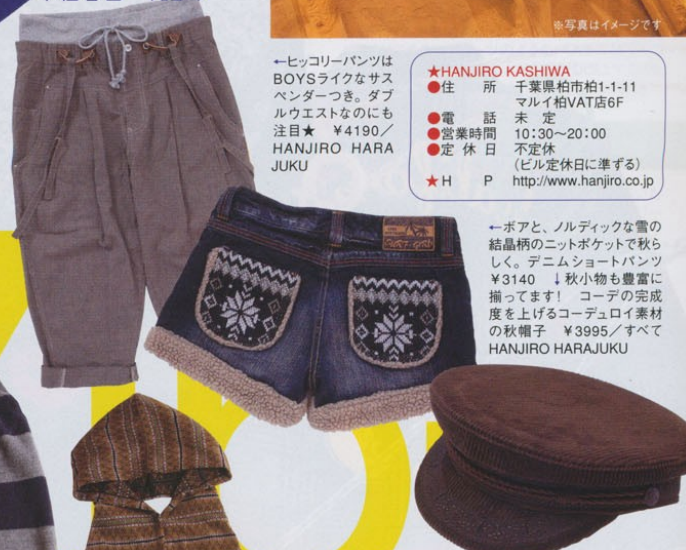 ※写真はイメージです
←ヒッコリーパンツは
BOYSライクなサス
ペンダーつき。ダブ
ルウエストなのにも
注目★ ¥4190/
HANJIRO HARA
JUKU
★HANJIRO KASHIWA
●住 所 千葉県柏市柏1-1-11
マルイ柏VAT店6F
●電 話 未 定
●営業時間 10:30〜20:00
●定 休 日 不定休
(ビル定休日に準ずる)
★H P http://www.hanjiro.co.jp
←ボアと、ノルディックな雪の
結晶柄のニットポケットで秋ら
しく。デニムショートパンツ
¥3140 ↓秋小物も豊富に
揃ってます! コーデの完成
度を上げるコーデュロイ素材
の秋帽子 ¥3995/すべて
HANJIRO HARAJUKU